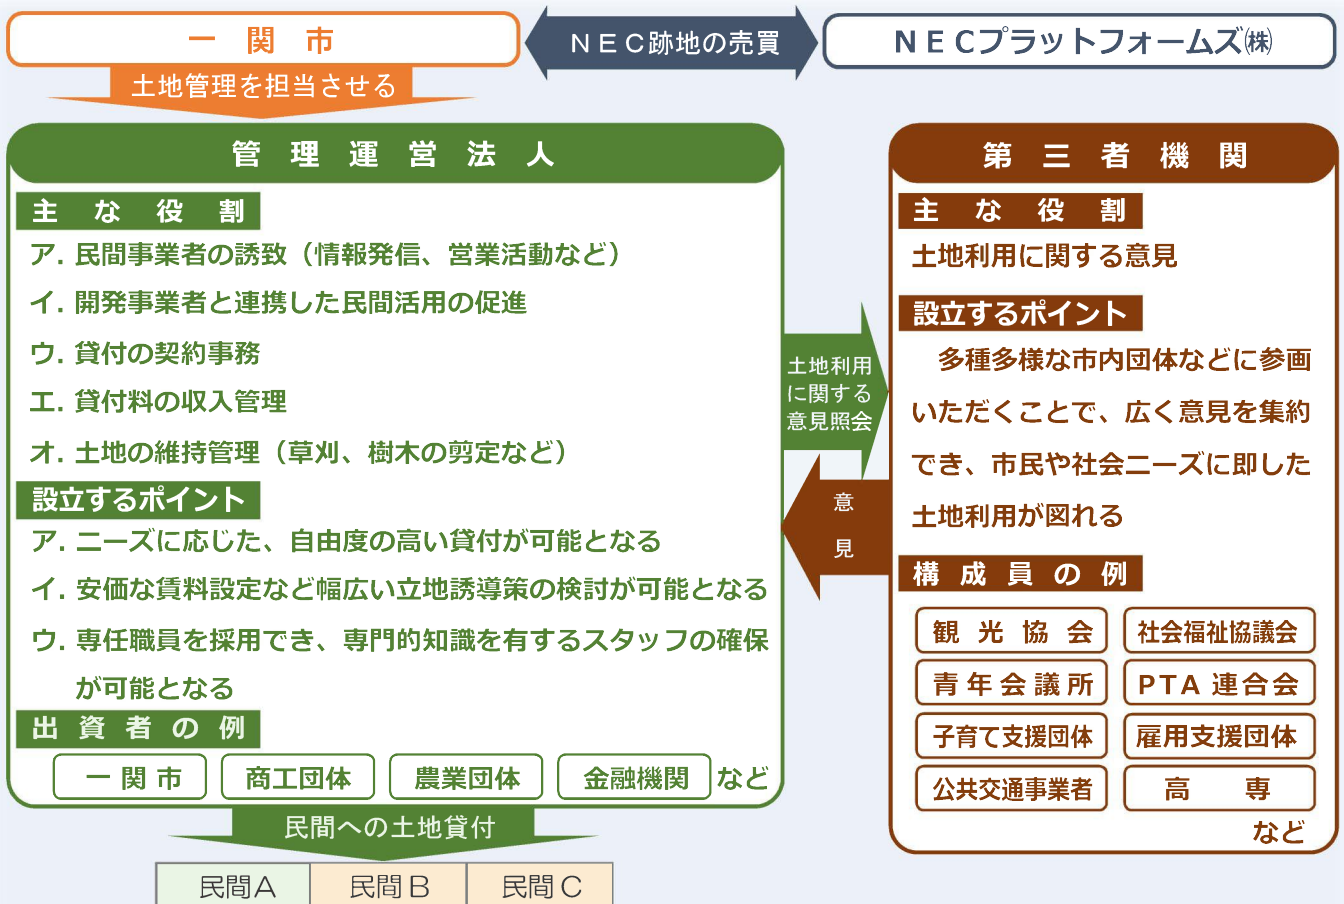 一関市
NEC跡地の売買
NECプラットフォームズ㈱
土地管理を担当させる
管理運営法人
主な役割
ア. 民間事業者の誘致（情報発信、営業活動など）
イ. 開発事業者と連携した民間活用の促進
ウ. 貸付の契約事務
エ. 貸付料の収入管理
オ. 土地の維持管理（草刈、樹木の剪定など）
設立するポイント
ア. ニーズに応じた、自由度の高い貸付が可能となる
イ. 安価な賃料設定など幅広い立地誘導策の検討が可能となる
ウ. 専任職員を採用でき、専門的知識を有するスタッフの確保
が可能となる
出資者の例
一関市
商工団体
農業団体
金融機関
など
土地利用
に関する
意見照会
意
見
第三者機関
主な役割
土地利用に関する意見
設立するポイント
多種多様な市内団体などに参画
いただくことで、広く意見を集約
でき、市民や社会ニーズに即した
土地利用が図れる
構成員の例
観光協会
社会福祉協議会
青年会議所
PTA連合会
子育て支援団体
雇用支援団体
公共交通事業者
高専
など
民間への土地貸付
民間A
民間B
民間C